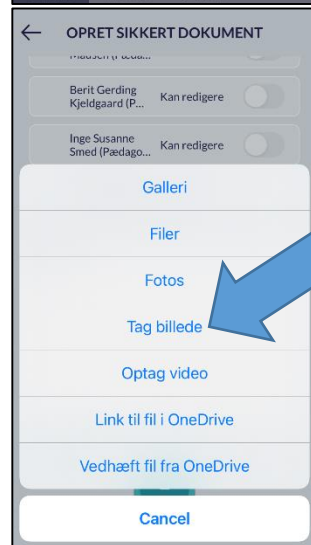 OPRET SIKKERT DOKUMENT
Berit Gerding
Kjeldgaard (P...
Kan redigere
Inge Susanne
Smed (Pædago...
Kan redigere
Galleri
Filer
Fotos
Tag billede
Optag video
Link til fil i OneDrive
Vedhæft fil fra OneDrive
Cancel